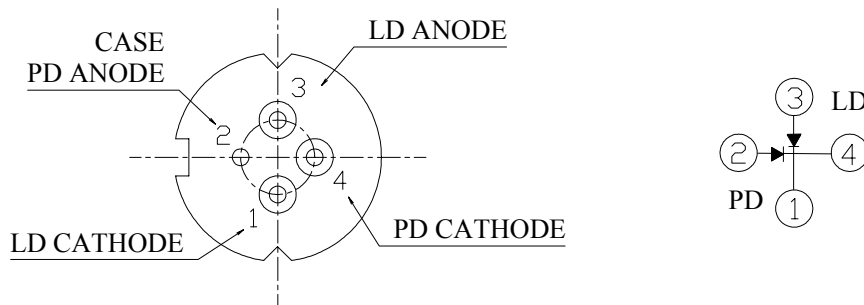 CASE
PD ANODE
LD ANODE
3
2
4
1
LD CATHODE
PD CATHODE
3
LD
2
4
PD
1